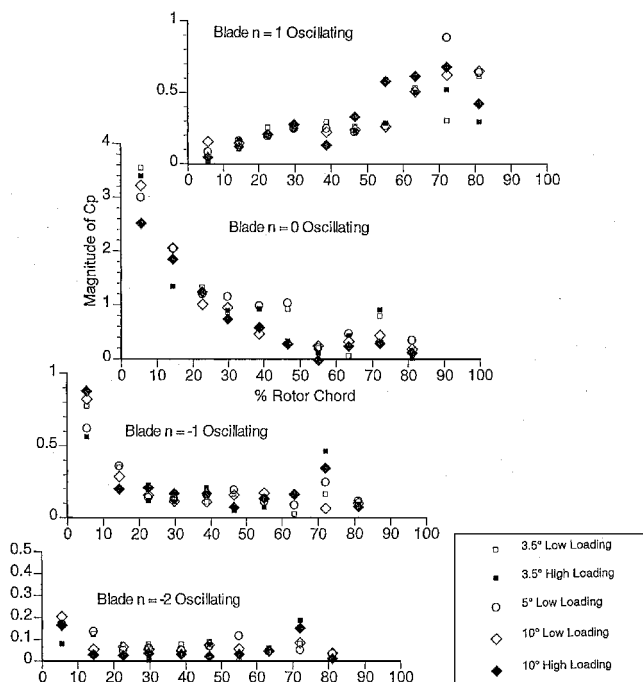 Blade n = 1 Oscillating
1
0.5
0
0 10 20 30 40 50 60 70 80 90 100
Magnitude of Cp
4
3
2
1
0
Blade n = 0 Oscillating
0 10 20 30 40 50 60 70 80 90 100
% Rotor Chord
1
0.5
0
Blade n = -1 Oscillating
0 10 20 30 40 50 60 70 80 90 100
0.5
0.4
0.3
0.2
0.1
0
Blade n = -2 Oscillating
0 10 20 30 40 50 60 70 80 90 100
3.5° Low Loading
3.5° High Loading
5° Low Loading
10° Low Loading
10° High Loading